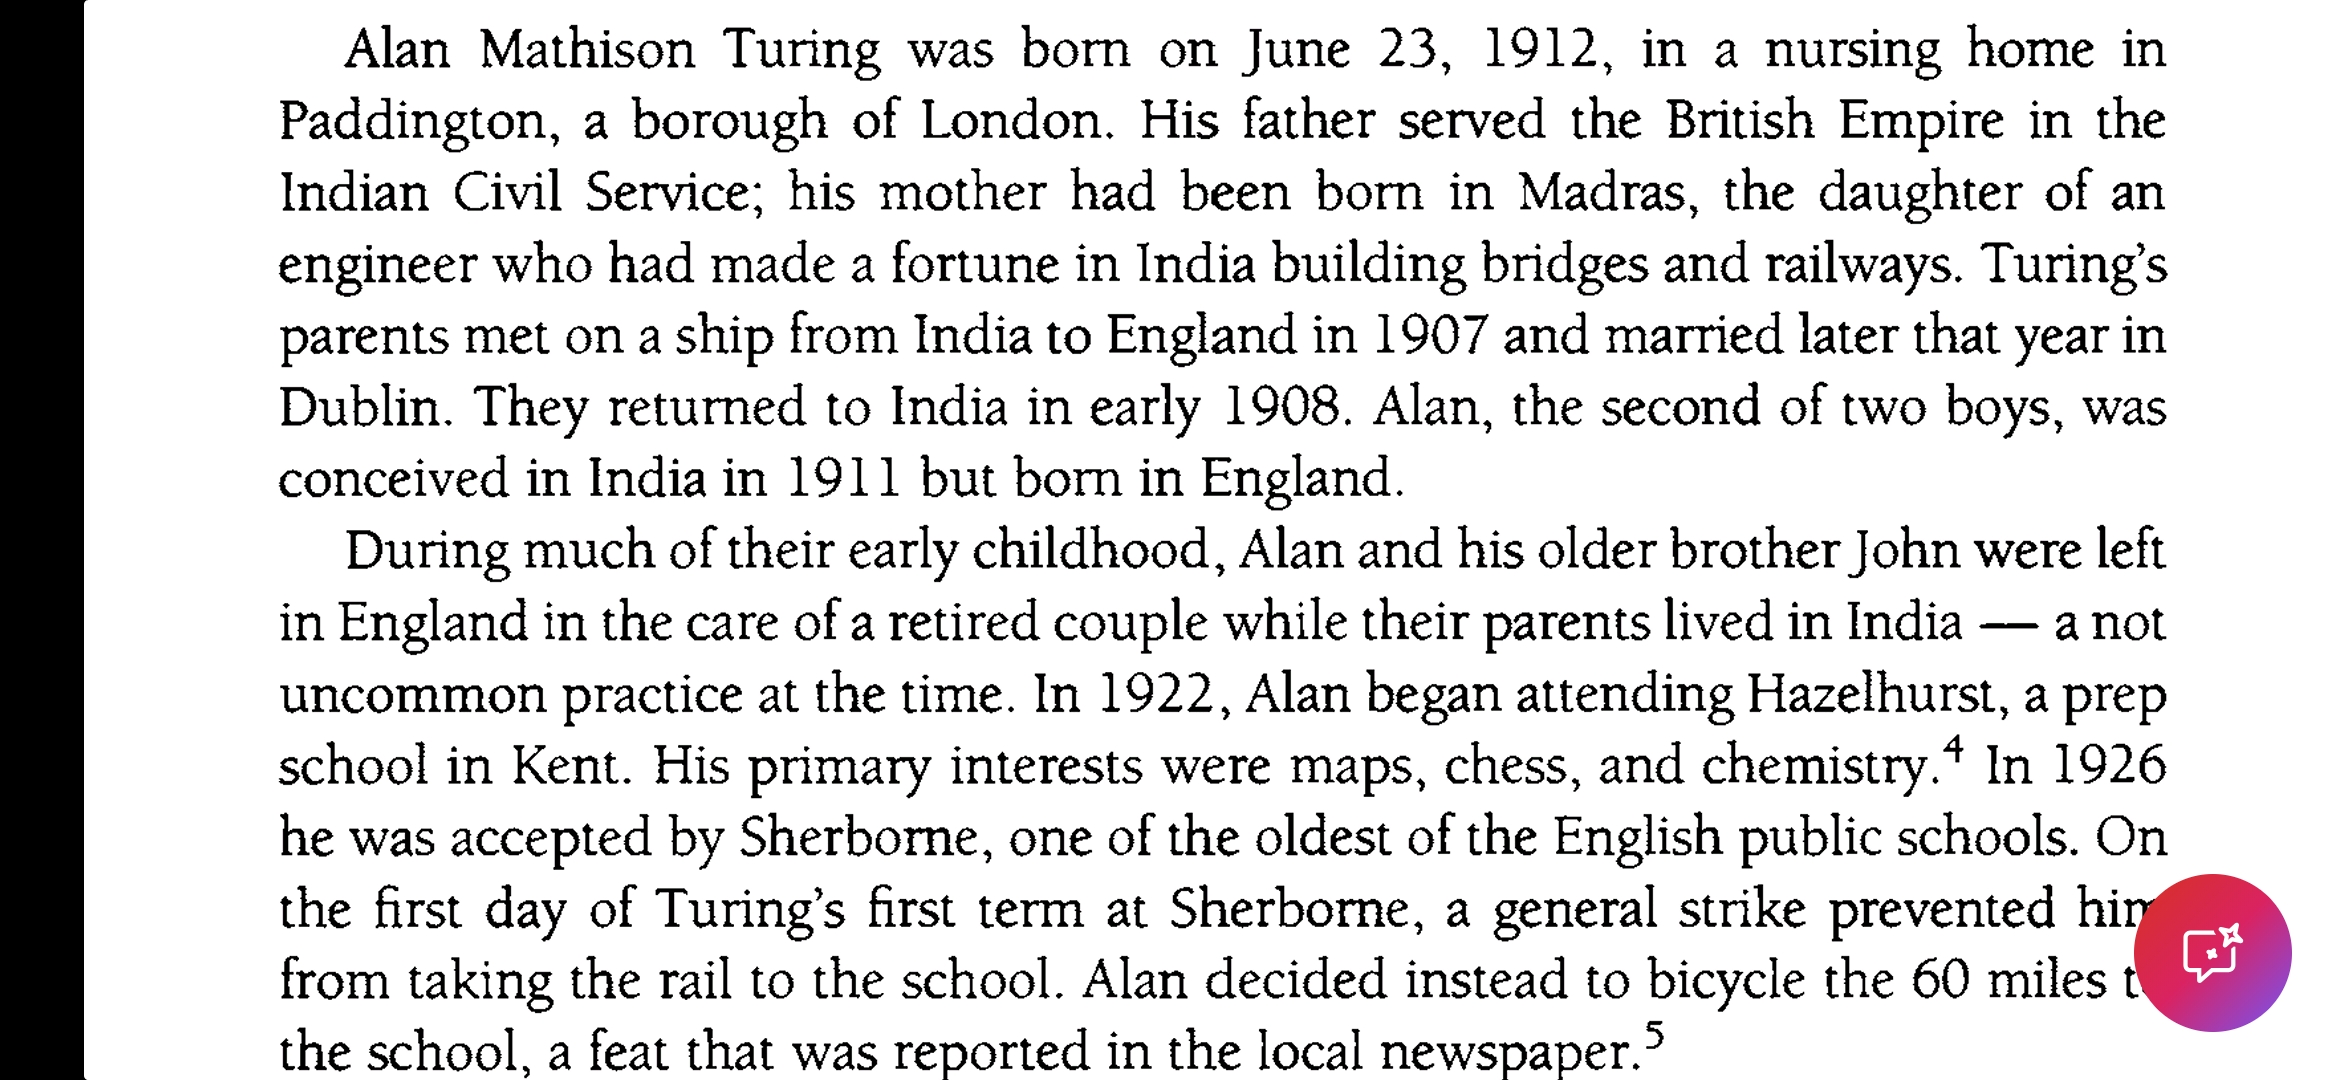 Alan Mathison Turing was born on June 23, 1912, in a nursing home in
Paddington, a borough of London. His father served the British Empire in the
Indian Civil Service; his mother had been born in Madras, the daughter of an
engineer who had made a fortune in India building bridges and railways. Turing’s
parents met on a ship from India to England in 1907 and married later that year in
Dublin. They returned to India in early 1908. Alan, the second of two boys, was
conceived in India in 1911 but born in England.
During much of their early childhood, Alan and his older brother John were left
in England in the care of a retired couple while their parents lived in India — a not
uncommon practice at the time. In 1922, Alan began attending Hazelhurst, a prep
school in Kent. His primary interests were maps, chess, and chemistry.⁴ In 1926
he was accepted by Sherborne, one of the oldest of the English public schools. On
the first day of Turing’s first term at Sherborne, a general strike prevented him
from taking the rail to the school. Alan decided instead to bicycle the 60 miles
the school, a feat that was reported in the local newspaper.⁵